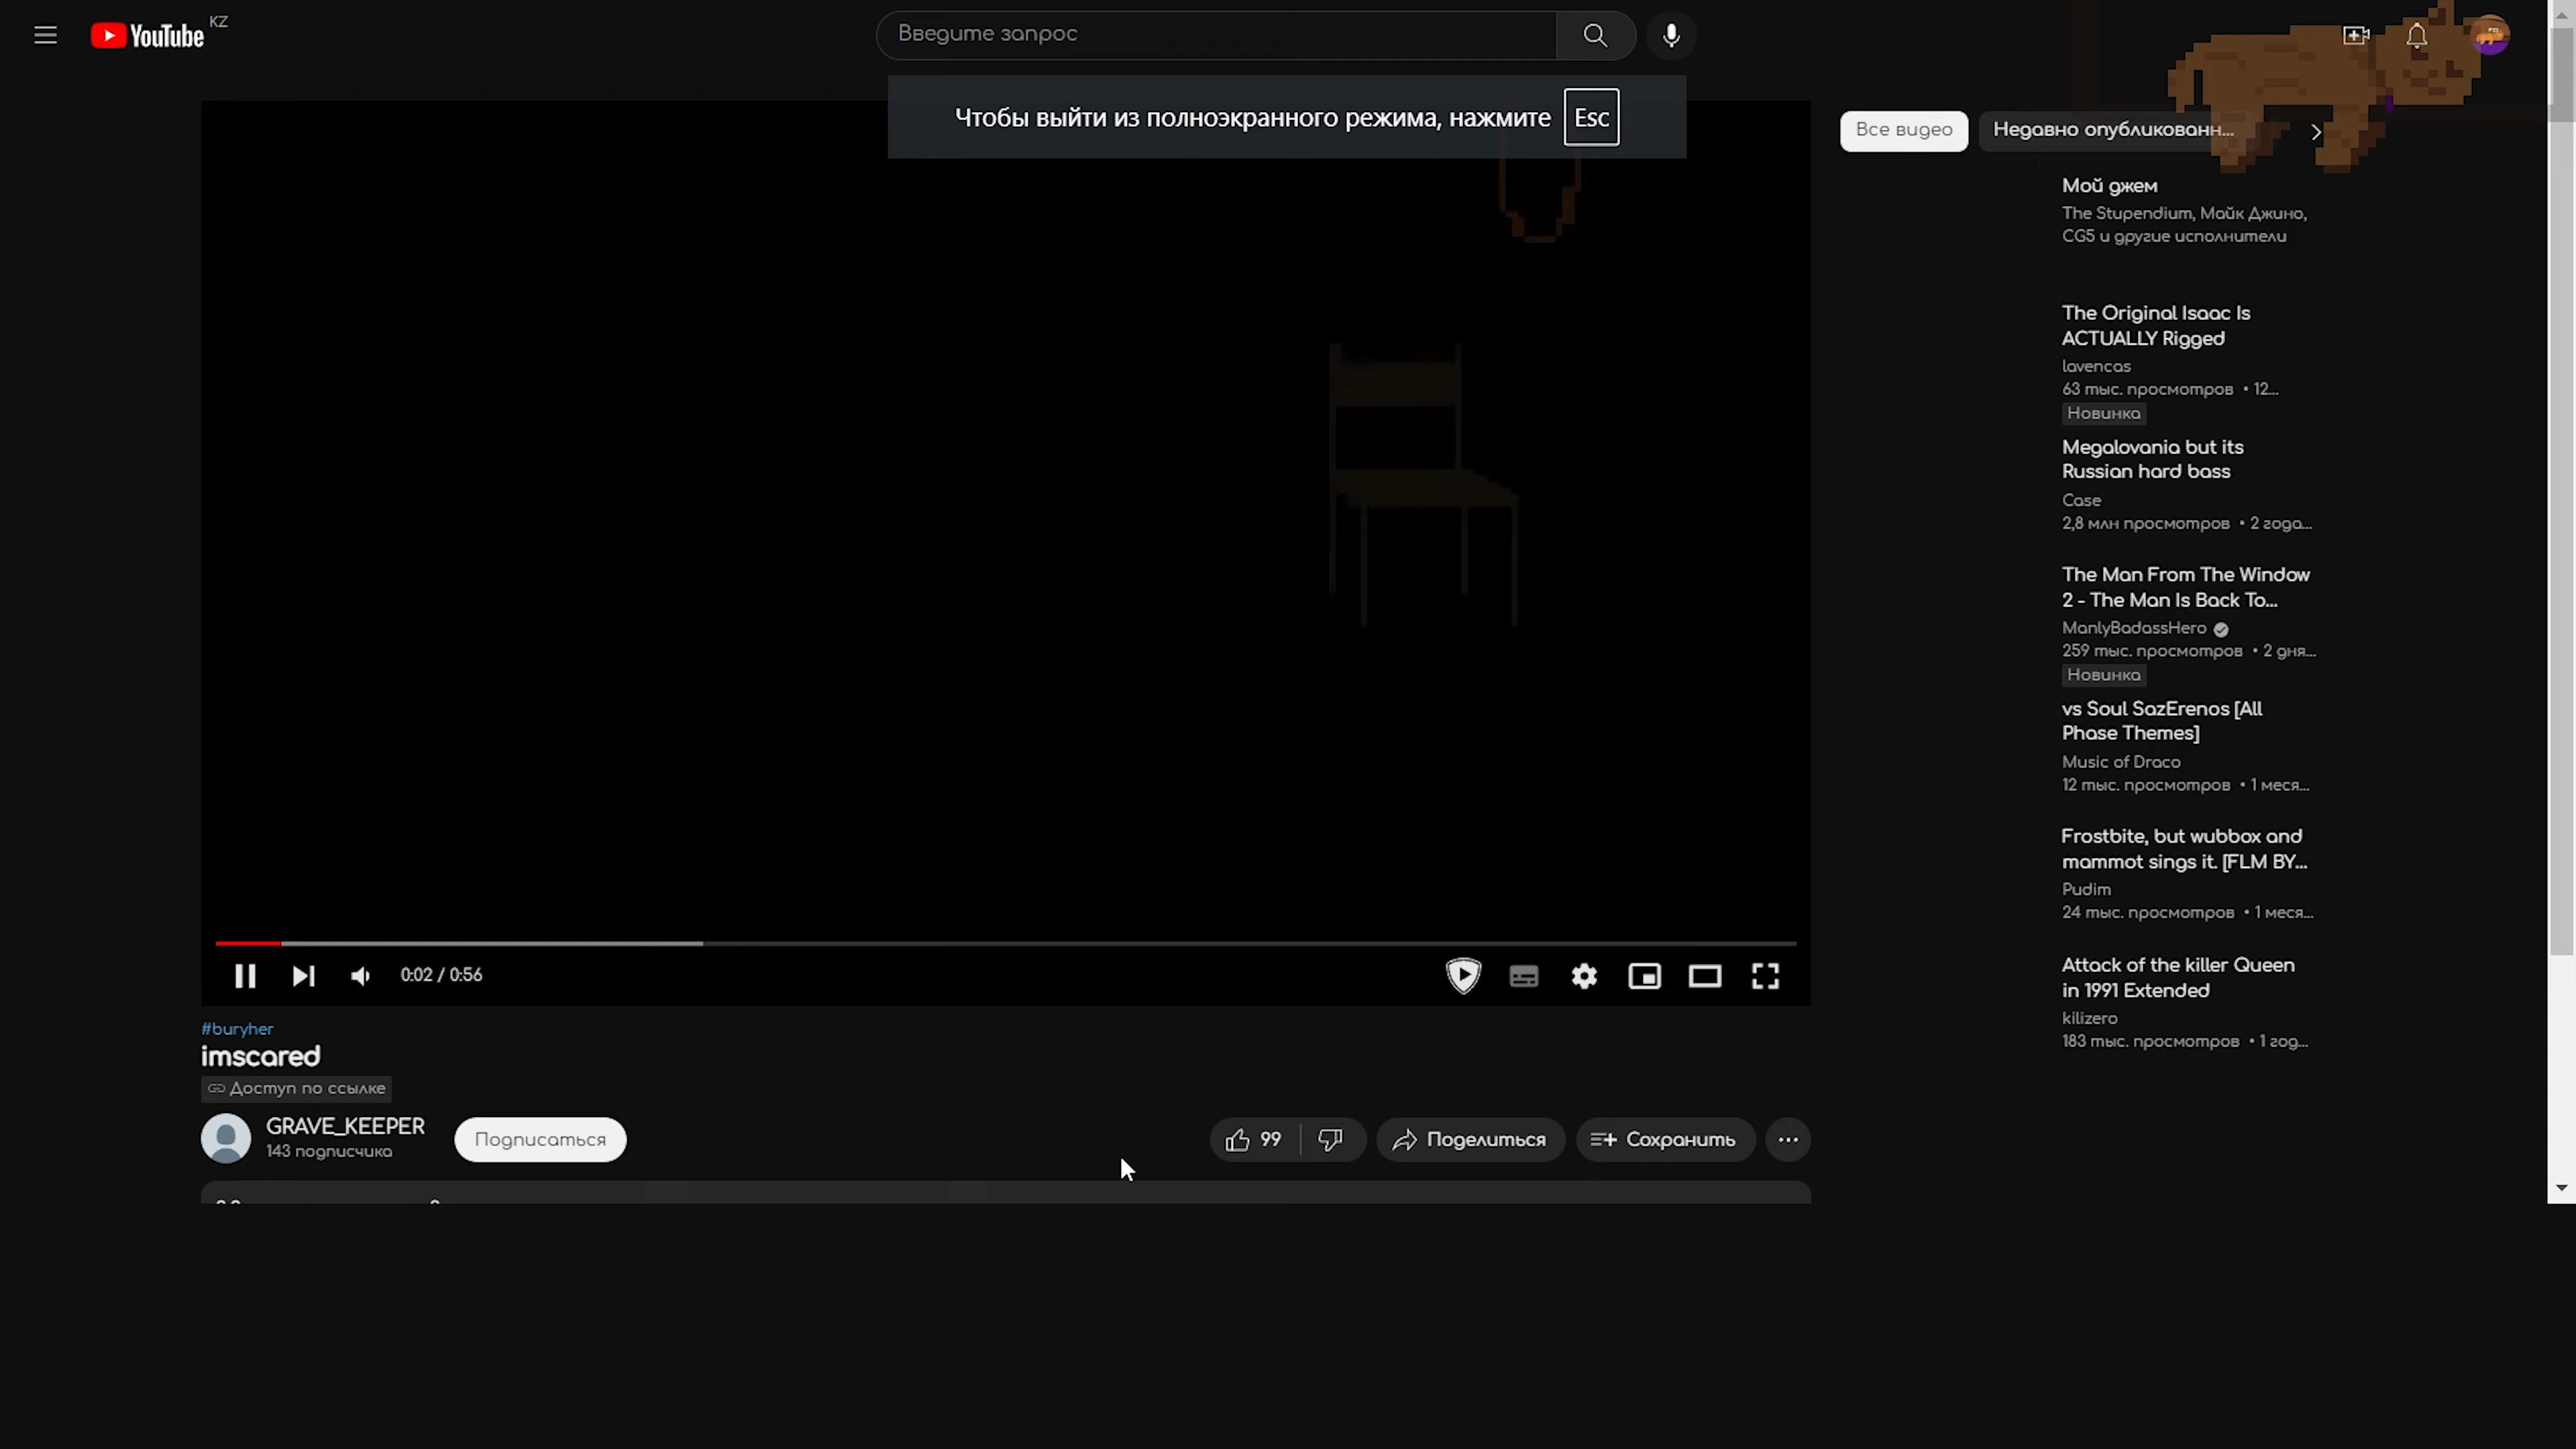 YouTube KZ
Введите запрос
Чтобы выйти из полноэкранного режима, нажмите Esc
Все видео
Недавно опубликованн...
Мой джем
The Stupendium, Майк Джино,
CG5 и другие исполнители
The Original Isaac Is
ACTUALLY Rigged
lavencas
63 тыс. просмотров • 12...
Новинка
Megalovania but its
Russian hard bass
Case
2,8 млн просмотров • 2 года...
The Man From The Window
2 - The Man Is Back To...
ManlyBadassHero
259 тыс. просмотров • 2 дня...
Новинка
vs Soul SazErenos [All
Phase Themes]
Music of Draco
12 тыс. просмотров • 1 меся...
Frostbite, but wubbox and
mammot sings it. [FLM BY...
Pudim
24 тыс. просмотров • 1 меся...
Attack of the killer Queen
in 1991 Extended
kilizero
183 тыс. просмотров • 1 год...
0:02 / 0:56
#buryher
imscared
Доступ по ссылке
GRAVE_KEEPER
143 подписчика
Подписаться
99
Поделиться
Сохранить